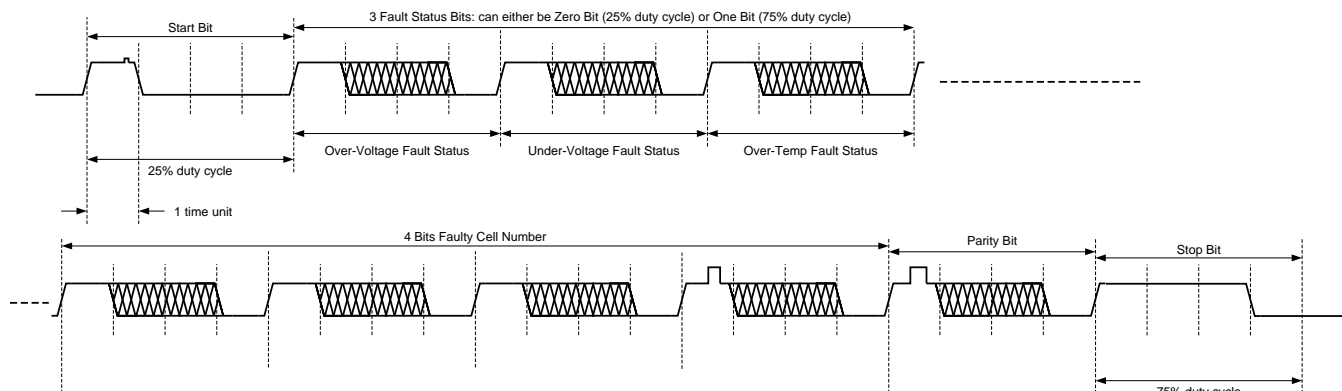 3 Fault Status Bits: can either be Zero Bit (25% duty cycle) or One Bit (75% duty cycle)
Start Bit
Over-Voltage Fault Status
Under-Voltage Fault Status
Over-Temp Fault Status
25% duty cycle
1 time unit
4 Bits Faulty Cell Number
Parity Bit
Stop Bit
75% duty cycle